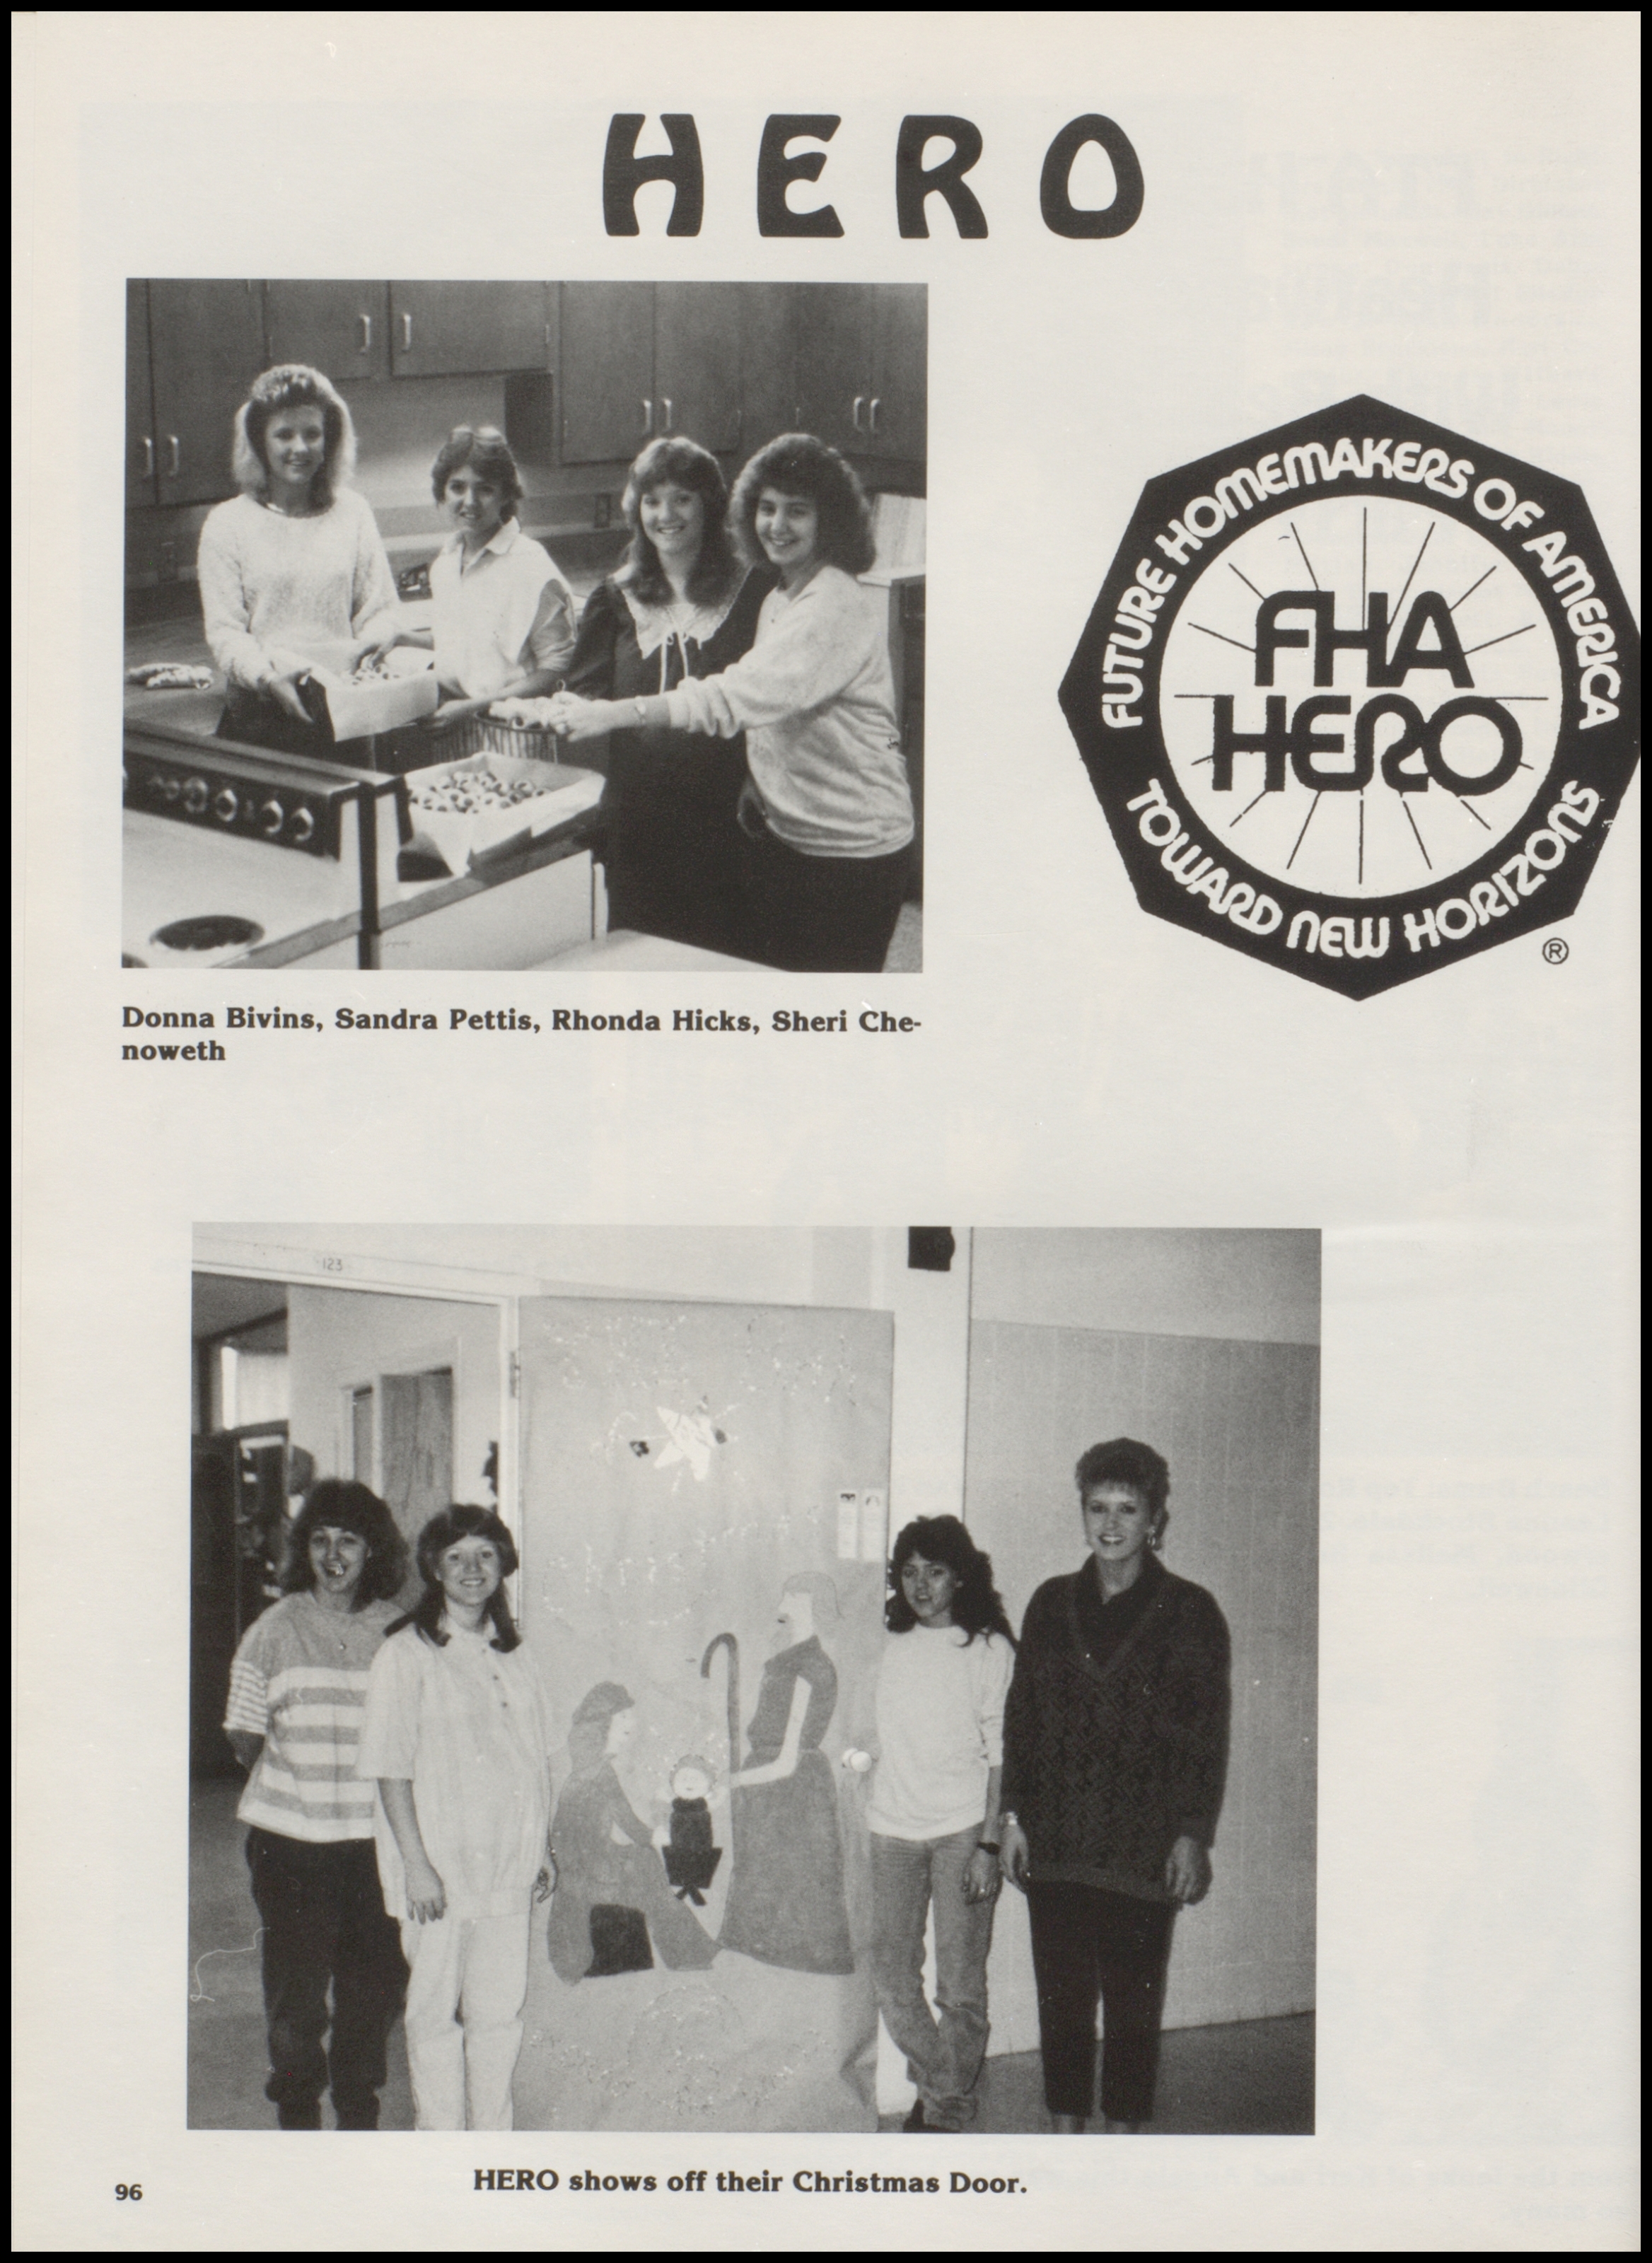 HERO
FUTURE HOMEMAKERS OF AMERICA
FHA
HERO
TOWARD NEW HORIZONS
®
Donna Bivins, Sandra Pettis, Rhonda Hicks, Sheri Che-
noweth
123
HERO shows off their Christmas Door.
96